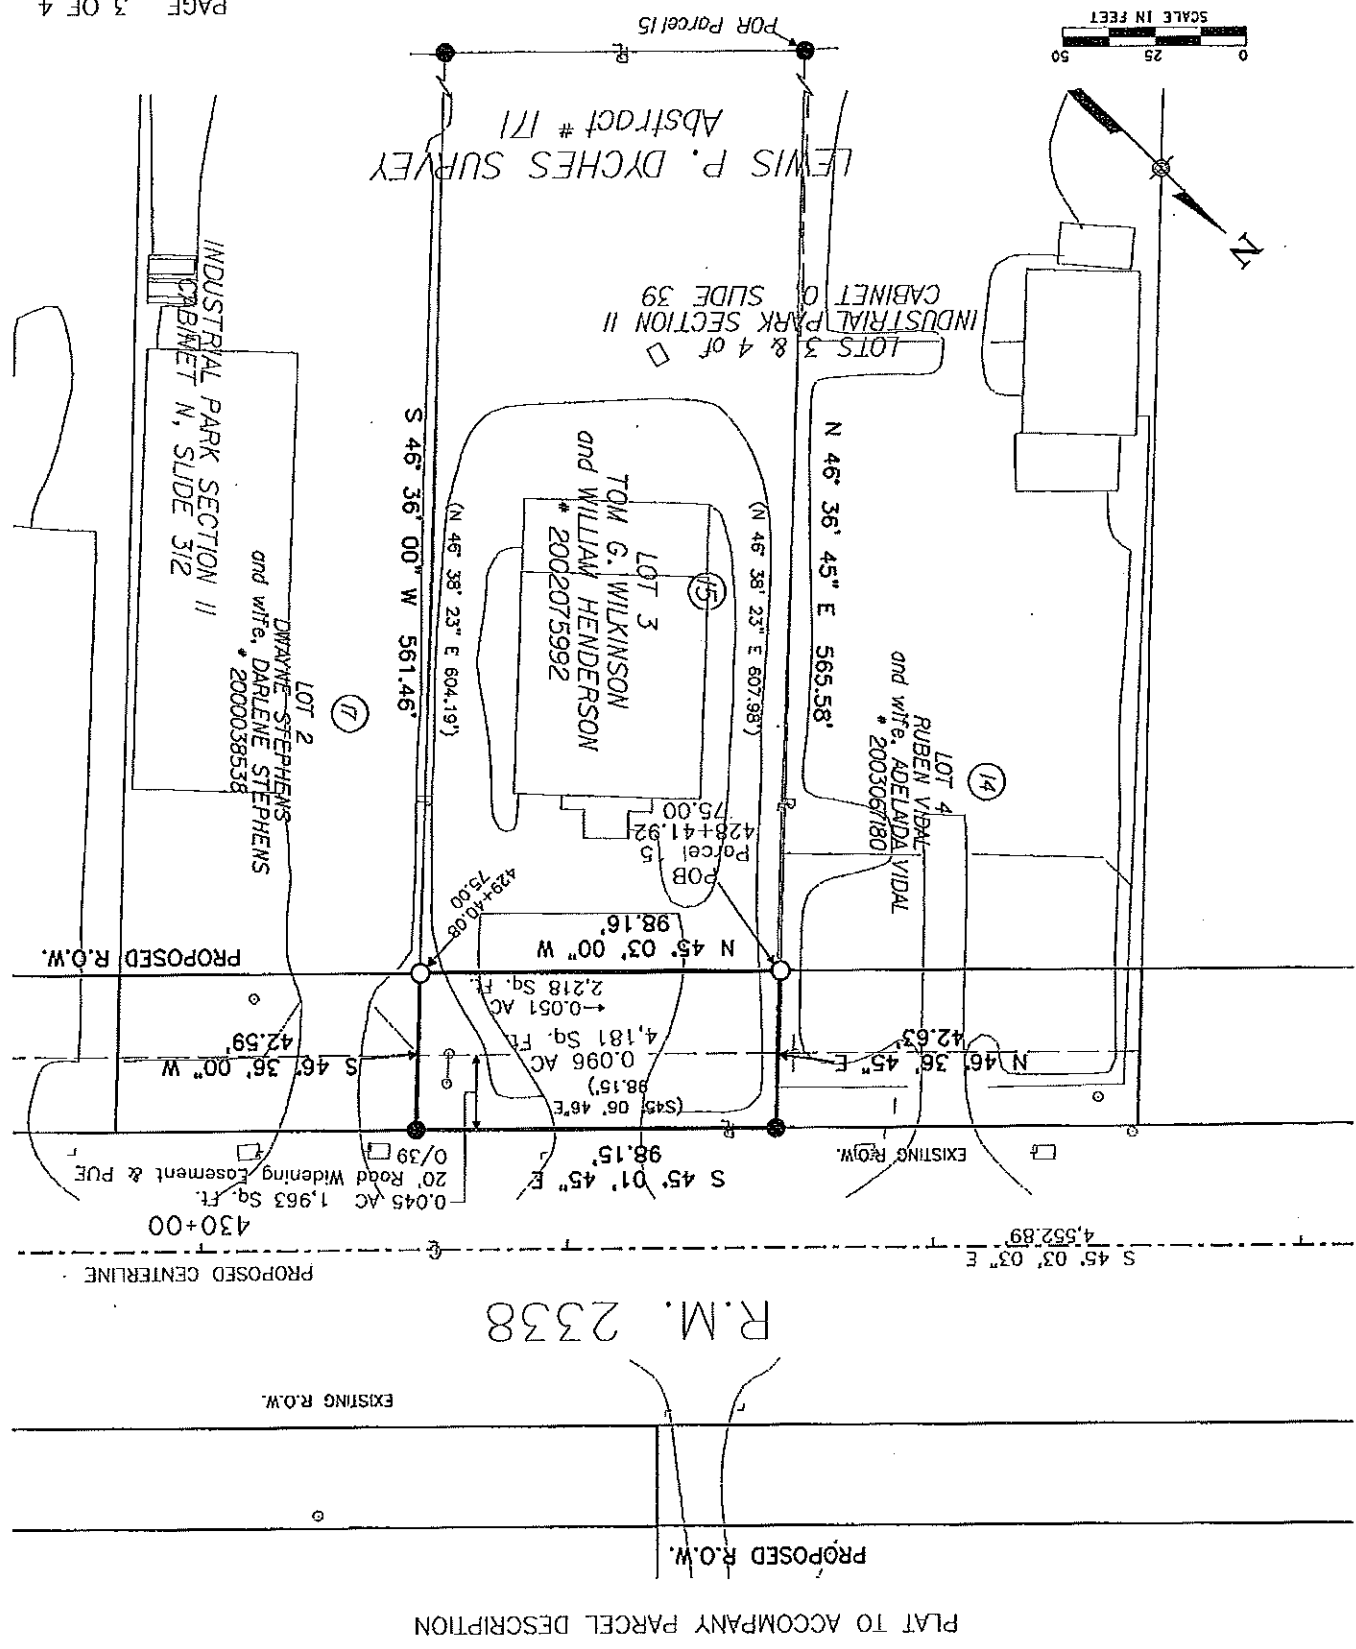 PLAT TO ACCOMPANY PARCEL DESCRIPTION
PROPOSED R.O.W.
EXISTING R.O.W.
R.M. 2338
PROPOSED CENTERLINE
S 45° 03' 03" E
4,552.89
430+00
0.045 AC 1,963 Sq. Ft.
20' Road Widening Easement & PUE
0/39
EXISTING R.O.W.
S 45° 01' 45" E
98.15'
(S45° 06' 46"E
98.15')
0.096 AC
4,181 Sq. Ft.
←0.051 AC
2,218 Sq. Ft.
N 46° 36' 45" E
42.63'
S 46° 36' 00" W
42.59'
PROPOSED R.O.W.
N 45° 03' 00" W
98.16'
429+40.08
75.00
POB
Parcel 5
428+41.92
75.00
14
LOT 4
RUBEN VIDAL
and wife, ADELAIDA VIDAL
* 2003067180
N 46° 36' 45" E 565.58'
(N 46° 38' 23" E 607.98')
15
LOT 3
TOM G. WILKINSON
and WILLIAM HENDERSON
* 2002075992
(N 46° 38' 23" E 604.19')
S 46° 36' 00" W 561.46'
17
LOT 2
DWAYNE STEPHENS
and wife, DARLENE STEPHENS
* 2000038538
INDUSTRIAL PARK SECTION II
CABINET N, SLIDE 312
LOTS 3 & 4 of
INDUSTRIAL PARK SECTION II
CABINET O SLIDE 39
LEWIS P. DYCHES SURVEY
Abstract # 171
N
POR Parcel 15
0 25 50
SCALE IN FEET
PAGE 3 OF 4